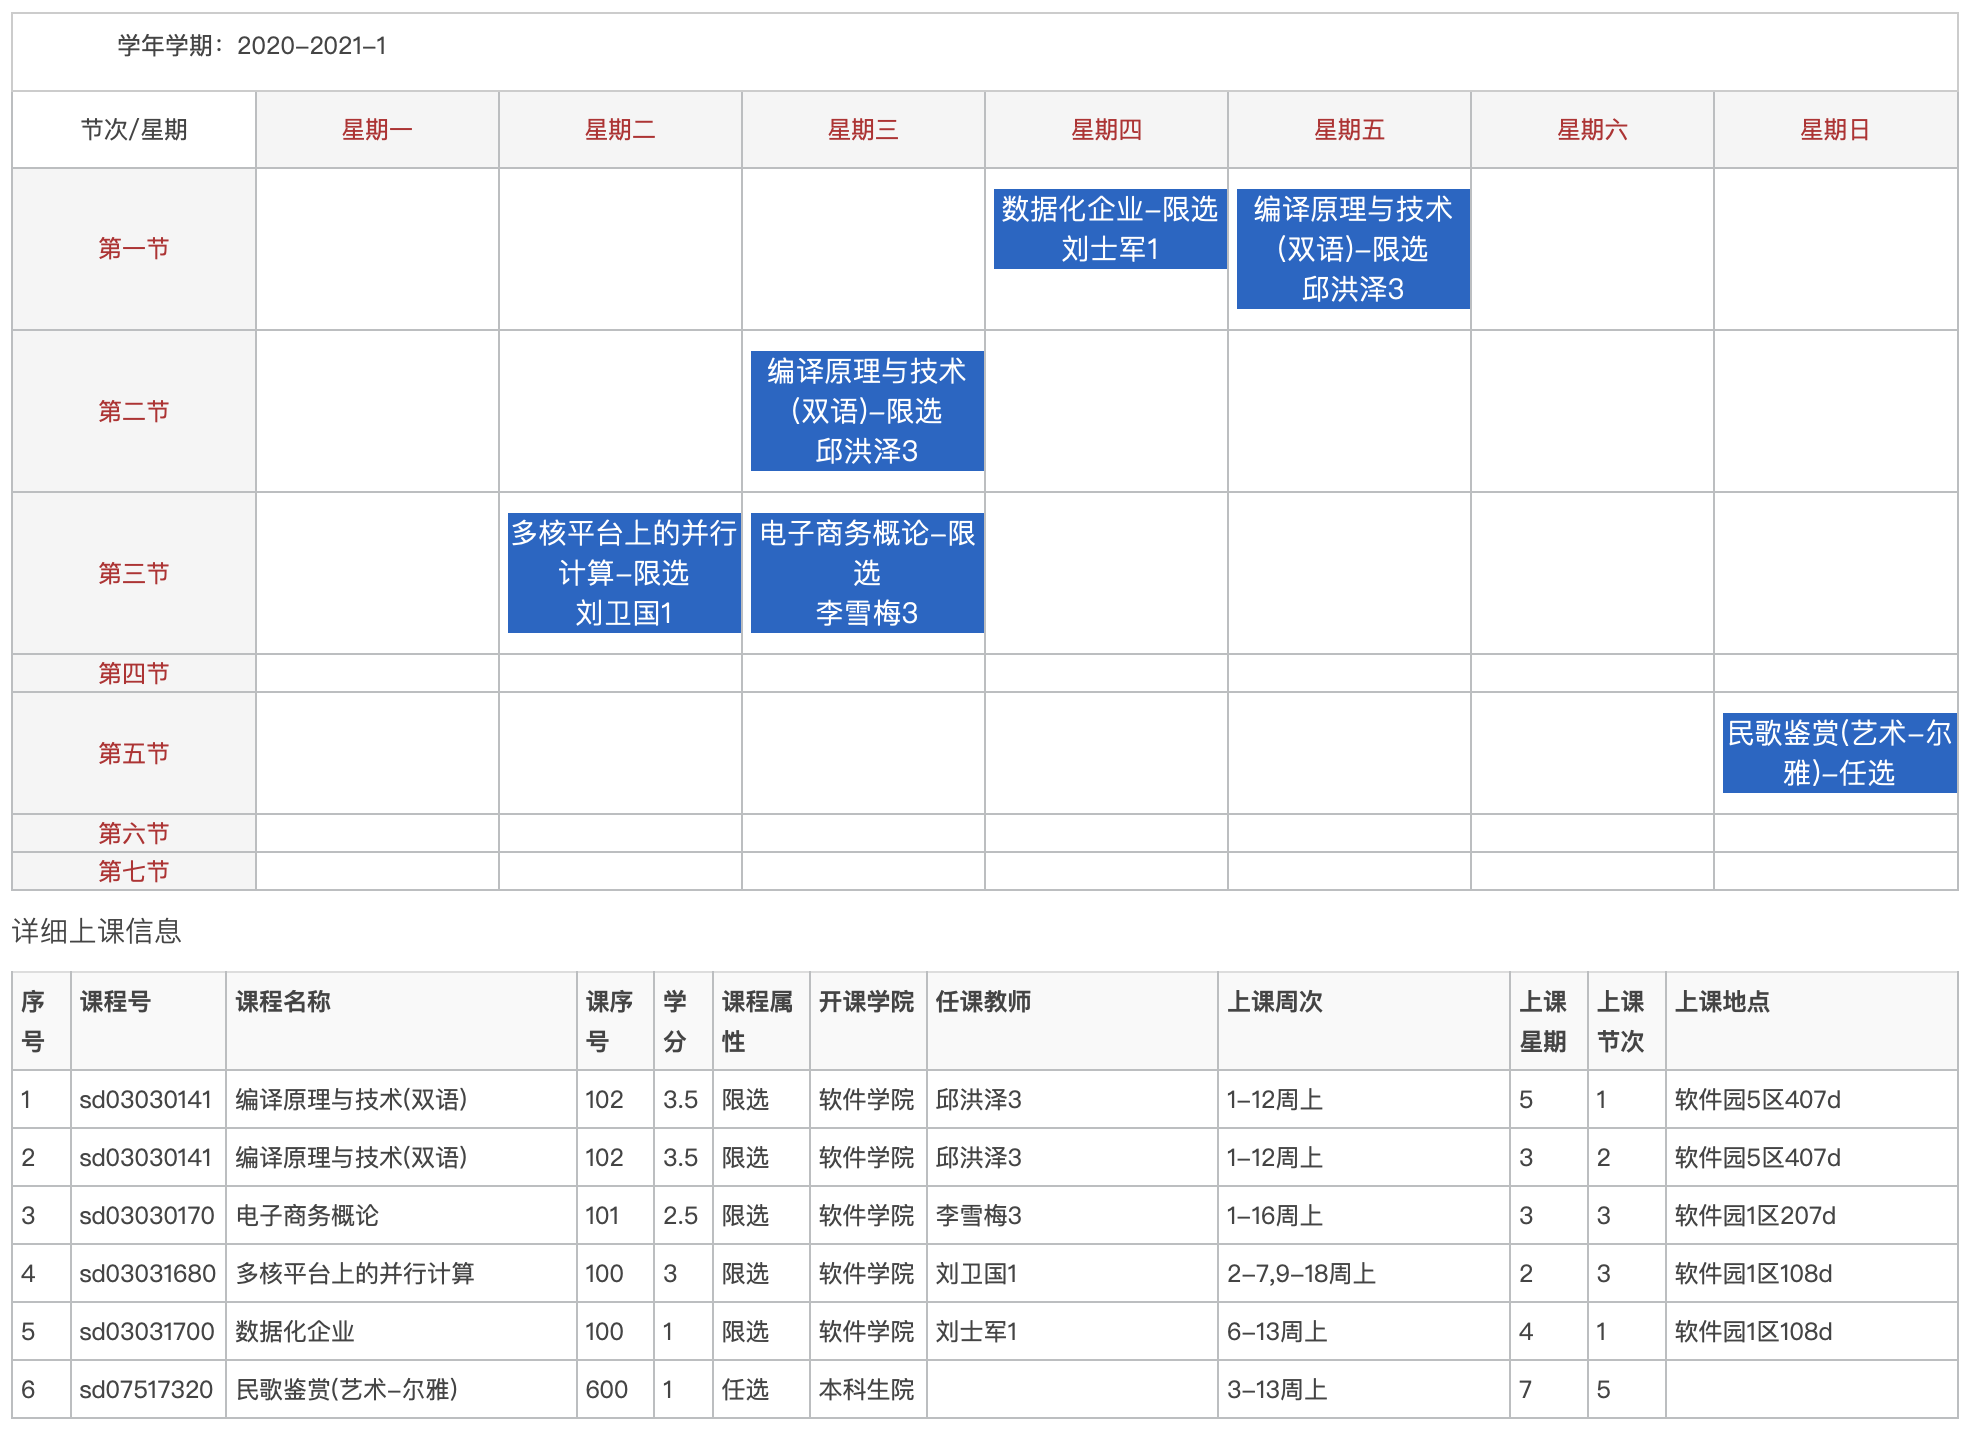 学年学期：2020-2021-1
节次/星期 星期一 星期二 星期三 星期四 星期五 星期六 星期日
第一节
数据化企业-限选
刘士军1
编译原理与技术
(双语)-限选
邱洪泽3
第二节
编译原理与技术
(双语)-限选
邱洪泽3
第三节
多核平台上的并行
计算-限选
刘卫国1
电子商务概论-限
选
李雪梅3
第四节
第五节
民歌鉴赏(艺术-尔
雅)-任选
第六节
第七节
详细上课信息
序号 课程号 课程名称 课序号 学分 课程属性 开课学院 任课教师 上课周次 上课星期 上课节次 上课地点
1 sd03030141 编译原理与技术(双语) 102 3.5 限选 软件学院 邱洪泽3 1-12周上 5 1 软件园5区407d
2 sd03030141 编译原理与技术(双语) 102 3.5 限选 软件学院 邱洪泽3 1-12周上 3 2 软件园5区407d
3 sd03030170 电子商务概论 101 2.5 限选 软件学院 李雪梅3 1-16周上 3 3 软件园1区207d
4 sd03031680 多核平台上的并行计算 100 3 限选 软件学院 刘卫国1 2-7,9-18周上 2 3 软件园1区108d
5 sd03031700 数据化企业 100 1 限选 软件学院 刘士军1 6-13周上 4 1 软件园1区108d
6 sd07517320 民歌鉴赏(艺术-尔雅) 600 1 任选 本科生院 3-13周上 7 5